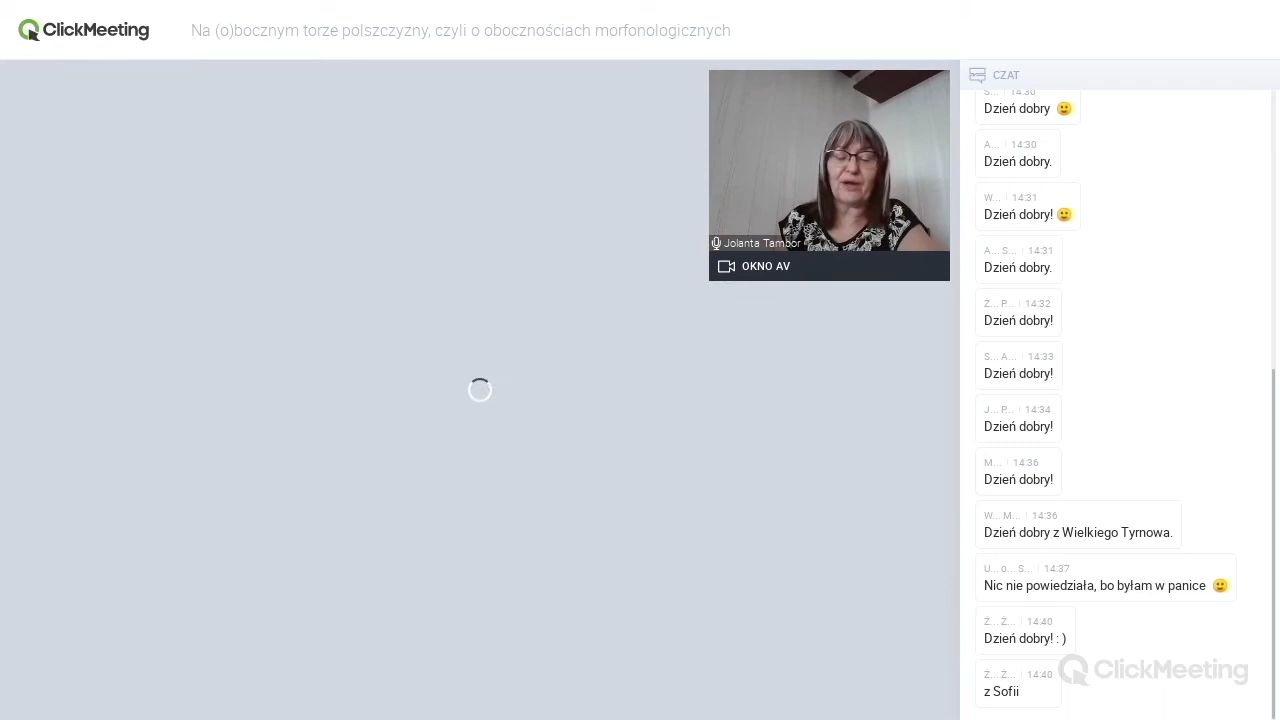 ClickMeeting
Na (o)bocznym torze polszczyzny, czyli o obocznościach morfonologicznych
Jolanta Tambor
OKNO AV
CZAT
S... 14:30
Dzień dobry 🙂
A... 14:30
Dzień dobry.
W... 14:31
Dzień dobry! 🙂
A... S... 14:31
Dzień dobry.
Ż... P... 14:32
Dzień dobry!
S... A... 14:33
Dzień dobry!
J... P... 14:34
Dzień dobry!
M... 14:36
Dzień dobry!
W... M... 14:36
Dzień dobry z Wielkiego Tyrnowa.
U... o... S... 14:37
Nic nie powiedziała, bo byłam w panice 🙂
Ż... Ż... 14:40
Dzień dobry! : )
Z... Ż... 14:40
z Sofii
ClickMeeting